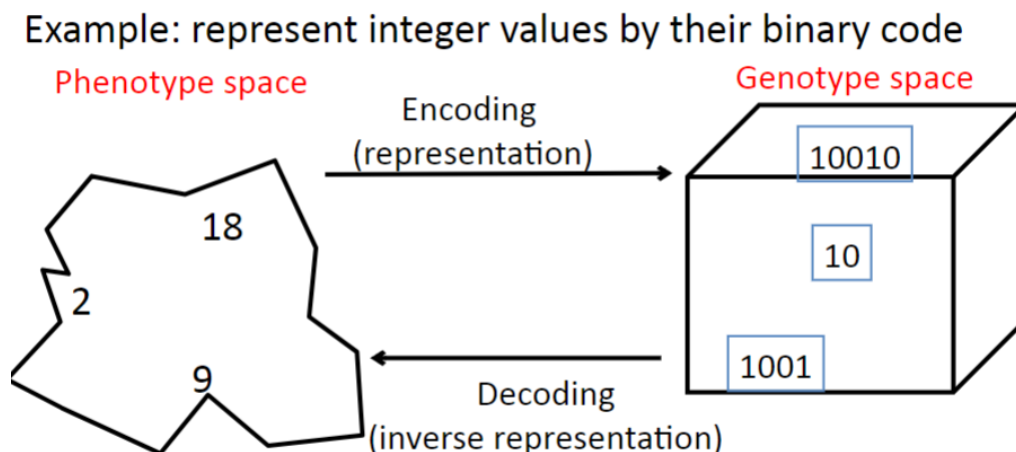 Example: represent integer values by their binary code
Phenotype space
Genotype space
Encoding
(representation)
10010
18
10
2
1001
9
Decoding
(inverse representation)